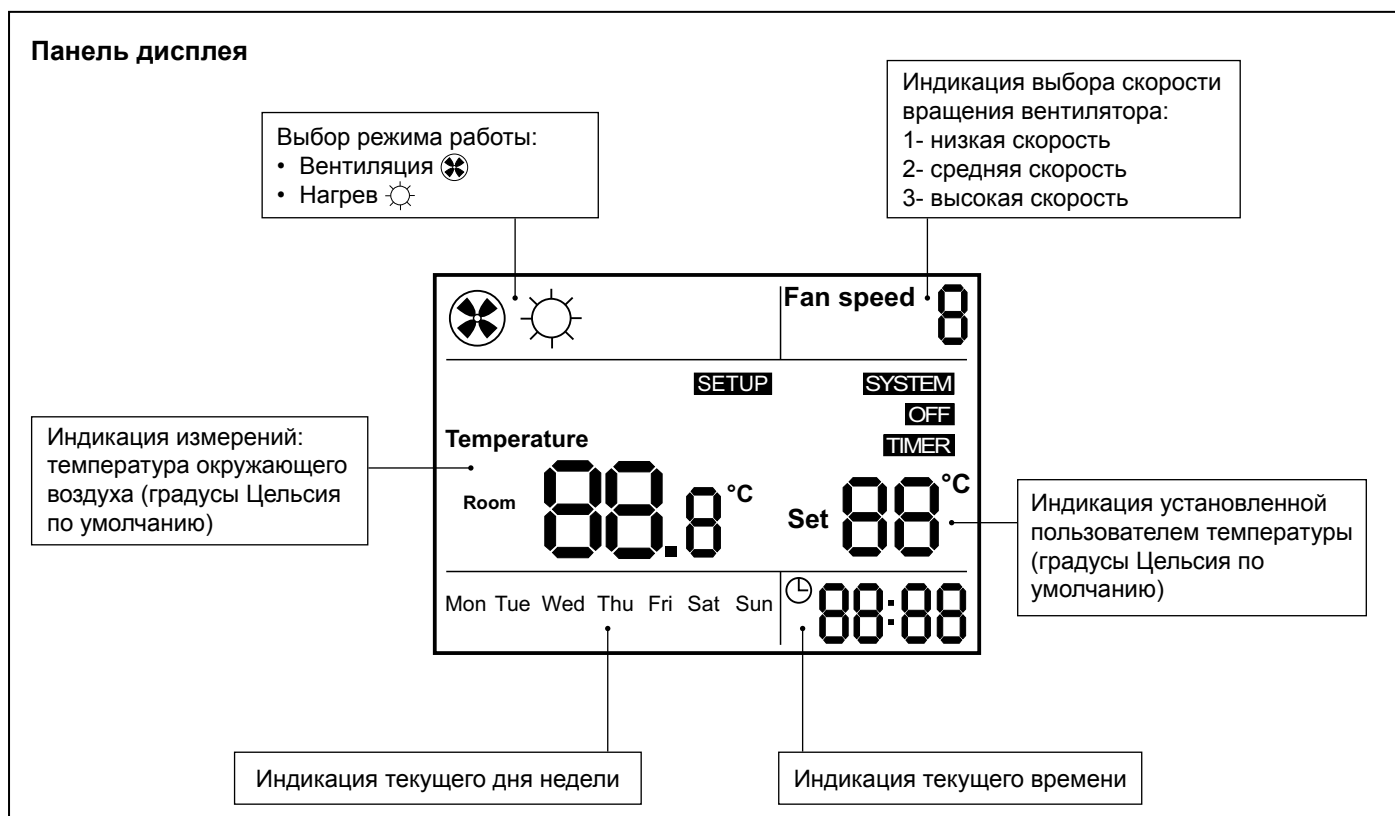 Панель дисплея
Выбор режима работы:
• Вентиляция
• Нагрев
Индикация выбора скорости
вращения вентилятора:
1- низкая скорость
2- средняя скорость
3- высокая скорость
Fan speed 8
SETUP SYSTEM
OFF
TIMER
Temperature
Room 88.8 °C
Set 88 °C
Индикация измерений:
температура окружающего
воздуха (градусы Цельсия
по умолчанию)
Индикация установленной
пользователем температуры
(градусы Цельсия по
умолчанию)
Mon Tue Wed Thu Fri Sat Sun 88:88
Индикация текущего дня недели
Индикация текущего времени